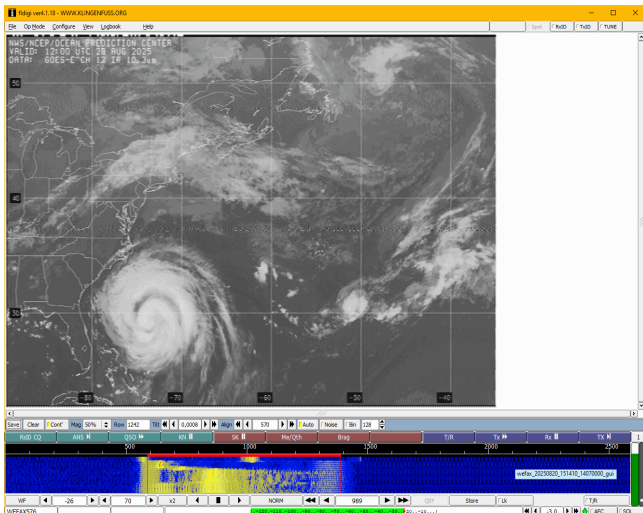 fldigi ver4.1.18 - WWW.KLINGENFUSS.ORG
File Op Mode Configure View Logbook Help
Spot RxID TxID TUNE
NWS/NCEP/OCEAN PREDICTION CENTER
VALID: 12:00 UTC 20 AUG 2025
DATA: GOES-E CH 13 IR 10.3um
50
40
30
-80 -70 -60 -50 -40
Save Clear Cont' Mag 50% Row 1242 Tilt 0,0008 Align 570 Auto Noise Bin 128
RxID CQ ANS QSO KN SK Me/Qth Brag T/R Tx Rx TX 1
500 1000 1500 2500
wefax_20250820_151410_14070000_gui
WF -26 70 x2 NORM 989 QSY Store Lk T/R
WEFAX576 -3.0 AFC SQL